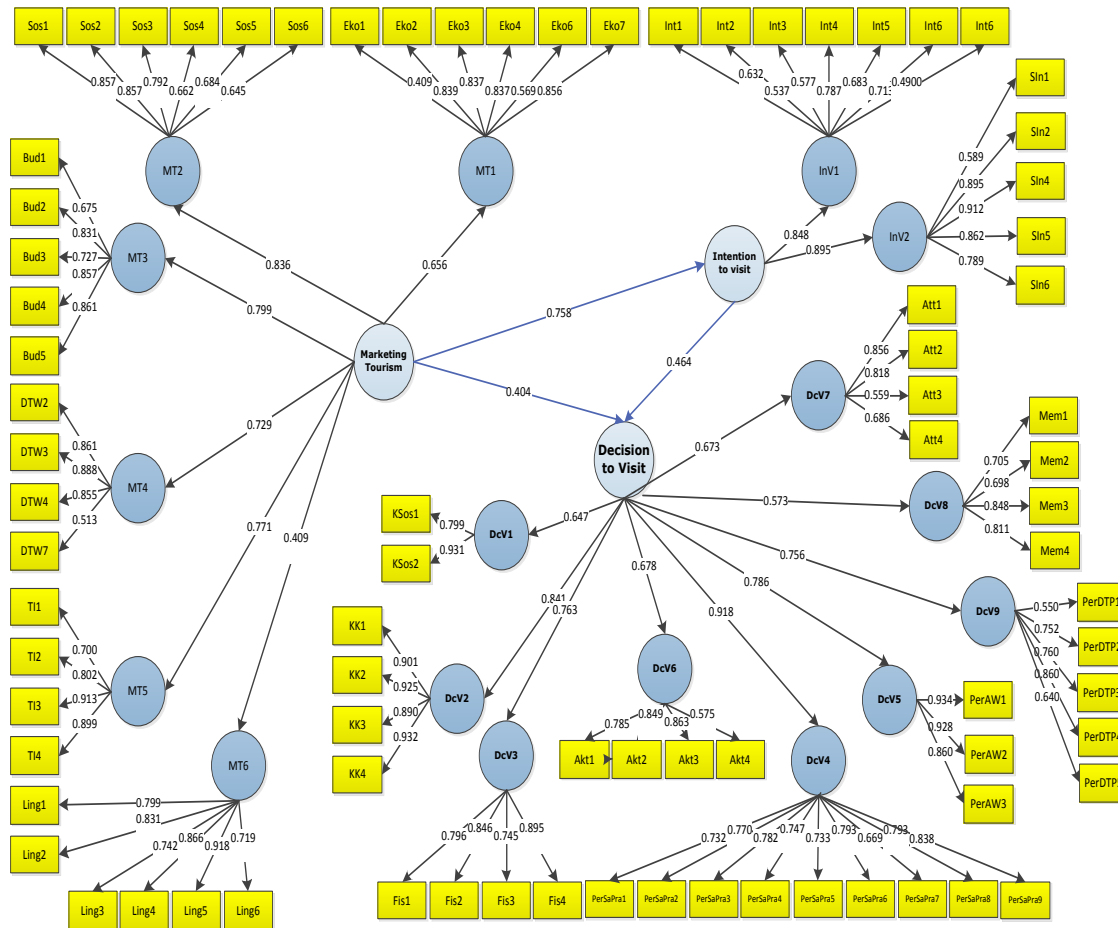 Sos1 Sos2 Sos3 Sos4 Sos5 Sos6 Eko1 Eko2 Eko3 Eko4 Eko6 Eko7 Int1 Int2 Int3 Int4 Int5 Int6 Int6
0.857 0.857 0.792 0.662 0.684 0.645
0.409 0.839 0.837 0.837 0.569 0.856
0.632 0.537 0.577 0.787 0.683 0.713 0.4900
MT2 MT1 InV1
SIn1
SIn2
SIn4
SIn5
SIn6
0.589
0.895
0.912
0.862
0.789
InV2
0.848
0.895
Bud1
Bud2
Bud3
Bud4
Bud5
0.675
0.831
0.727
0.857
0.861
MT3
0.836
0.656
0.799
Intention
to visit
0.758
Marketing
Tourism
0.404
0.464
Decision
to Visit
0.729
0.771
0.409
DTW2
DTW3
DTW4
DTW7
0.861
0.888
0.855
0.513
MT4
Att1
Att2
Att3
Att4
0.856
0.818
0.559
0.686
DcV7
0.673
Mem1
Mem2
Mem3
Mem4
0.705
0.698
0.848
0.811
DcV8
0.573
KSos1
KSos2
0.799
0.931
DcV1
0.647
0.841
0.763
0.678
0.918
0.786
0.756
TI1
TI2
TI3
TI4
0.700
0.802
0.913
0.899
MT5
KK1
KK2
KK3
KK4
0.901
0.925
0.890
0.932
DcV2
DcV6
0.785 0.849 0.863 0.575
Akt1 Akt2 Akt3 Akt4
DcV9
0.550
0.752
0.760
0.860
0.640
PerDTP1
PerDTP2
PerDTP3
PerDTP4
DcV5
0.934
0.928
0.860
PerAW1
PerAW2
PerAW3
MT6
Ling1
Ling2
0.799
0.831
0.742 0.866 0.918 0.719
Ling3 Ling4 Ling5 Ling6
DcV3
0.796 0.846 0.745 0.895
Fis1 Fis2 Fis3 Fis4
DcV4
0.732 0.770 0.782 0.747 0.733 0.793 0.669 0.793 0.838
PerSaPra1 PerSaPra2 PerSaPra3 PerSaPra4 PerSaPra5 PerSaPra6 PerSaPra7 PerSaPra8 PerSaPra9